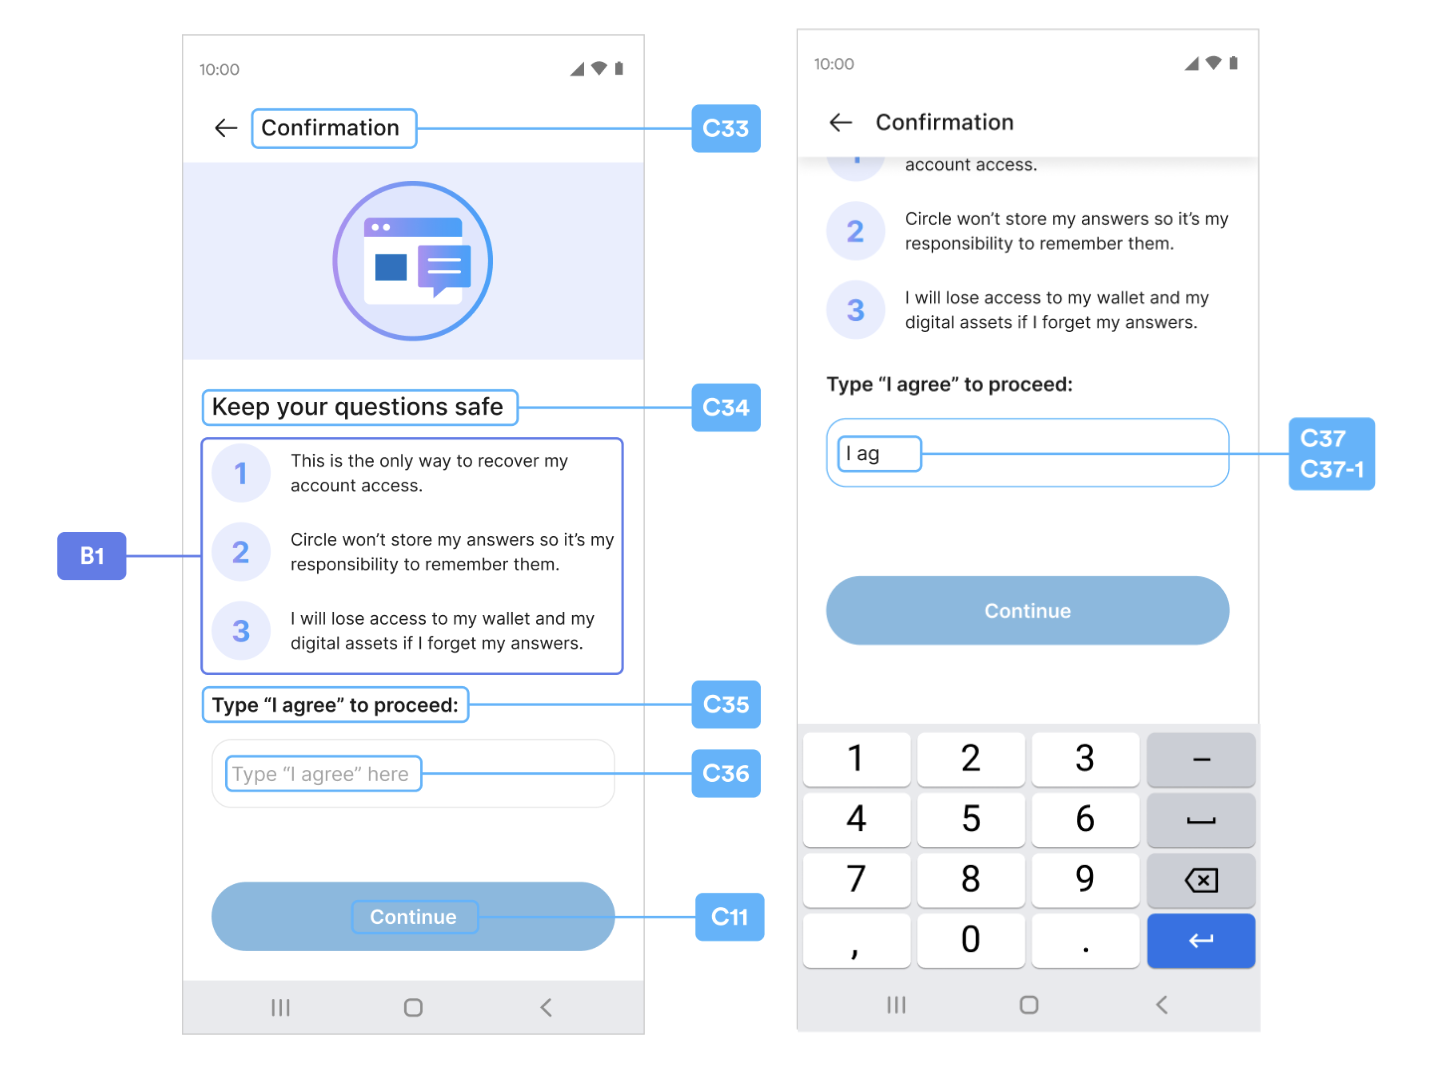 10:00
Confirmation
C33
Keep your questions safe
C34
1
This is the only way to recover my
account access.
B1
2
Circle won’t store my answers so it’s my
responsibility to remember them.
3
I will lose access to my wallet and my
digital assets if I forget my answers.
Type “I agree” to proceed:
C35
Type “I agree” here
C36
Continue
C11
10:00
Confirmation
1
account access.
2
Circle won’t store my answers so it’s my
responsibility to remember them.
3
I will lose access to my wallet and my
digital assets if I forget my answers.
Type “I agree” to proceed:
I ag
C37
C37-1
Continue
1 2 3 –
4 5 6
7 8 9
, 0 .